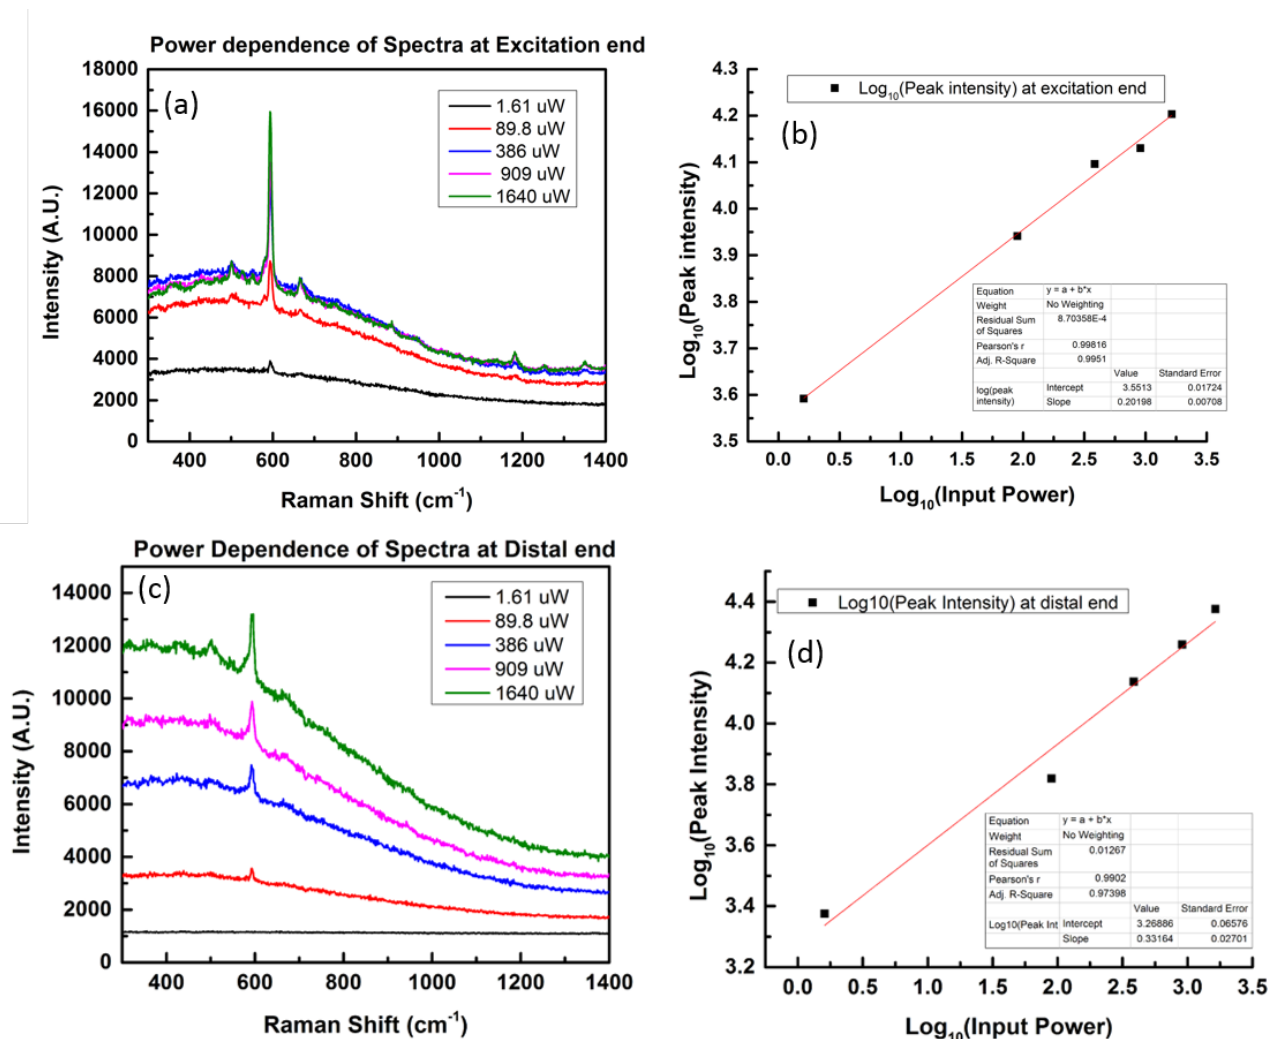 Power dependence of Spectra at Excitation end
(a)
Intensity (A.U.)
18000
16000
14000
12000
10000
8000
6000
4000
2000
0
1.61 uW
89.8 uW
386 uW
909 uW
1640 uW
400 600 800 1000 1200 1400
Raman Shift (cm-1)
(b)
Log10(Peak intensity)
4.3
4.2
4.1
4.0
3.9
3.8
3.7
3.6
3.5
Log10(Peak intensity) at excitation end
Equation y = a + b*x
Weight No Weighting
Residual Sum of Squares 8.70358E-4
Pearson's r 0.99816
Adj. R-Square 0.9951
Value Standard Error
log(peak intensity) Intercept 3.5513 0.01724
Slope 0.20198 0.00708
0.0 0.5 1.0 1.5 2.0 2.5 3.0 3.5
Log10(Input Power)
Power Dependence of Spectra at Distal end
(c)
Intensity (A.U.)
14000
12000
10000
8000
6000
4000
2000
0
1.61 uW
89.8 uW
386 uW
909 uW
1640 uW
400 600 800 1000 1200 1400
Raman Shift (cm-1)
(d)
Log10(Peak Intensity)
4.4
4.2
4.0
3.8
3.6
3.4
3.2
Log10(Peak Intensity) at distal end
Equation y = a + b*x
Weight No Weighting
Residual Sum of Squares 0.01267
Pearson's r 0.9902
Adj. R-Square 0.97398
Value Standard Error
Log10(Peak Int Intercept 3.26886 0.06576
Slope 0.33164 0.02701
0.0 0.5 1.0 1.5 2.0 2.5 3.0 3.5
Log10(Input Power)